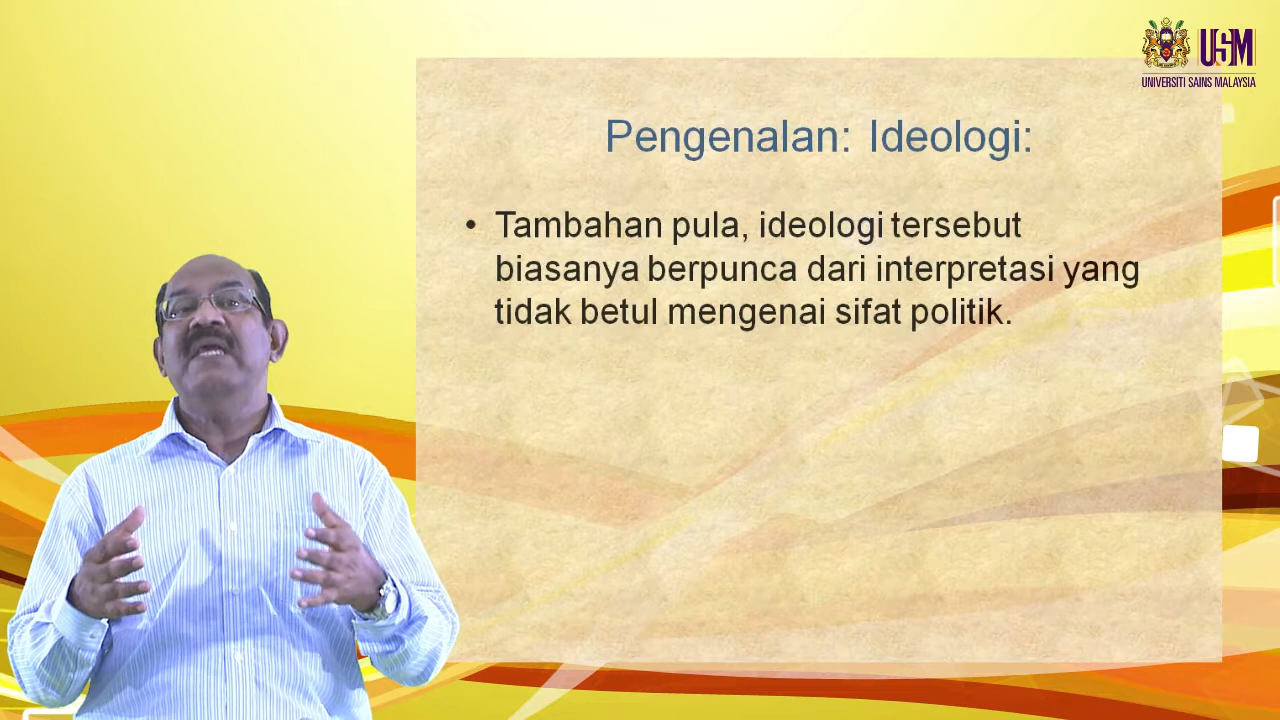 USM
UNIVERSITI SAINS MALAYSIA
Pengenalan: Ideologi:
• Tambahan pula, ideologi tersebut
biasanya berpunca dari interpretasi yang
tidak betul mengenai sifat politik.